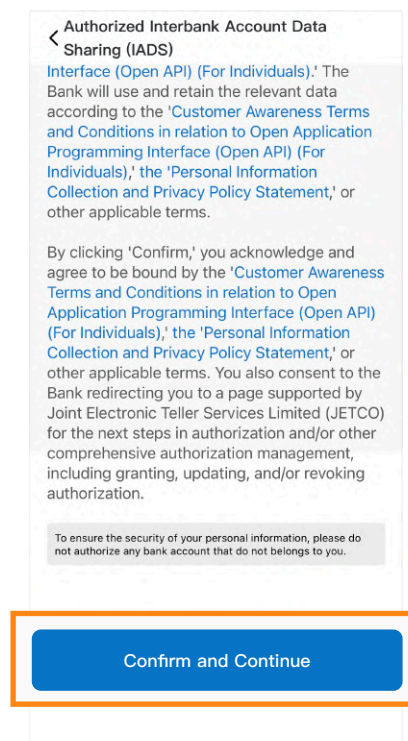 Authorized Interbank Account Data
Sharing (IADS)
Interface (Open API) (For Individuals).' The
Bank will use and retain the relevant data
according to the 'Customer Awareness Terms
and Conditions in relation to Open Application
Programming Interface (Open API) (For
Individuals),' the 'Personal Information
Collection and Privacy Policy Statement,' or
other applicable terms.
By clicking 'Confirm,' you acknowledge and
agree to be bound by the 'Customer Awareness
Terms and Conditions in relation to Open
Application Programming Interface (Open API)
(For Individuals),' the 'Personal Information
Collection and Privacy Policy Statement,' or
other applicable terms. You also consent to the
Bank redirecting you to a page supported by
Joint Electronic Teller Services Limited (JETCO)
for the next steps in authorization and/or other
comprehensive authorization management,
including granting, updating, and/or revoking
authorization.
To ensure the security of your personal information, please do
not authorize any bank account that do not belongs to you.
Confirm and Continue